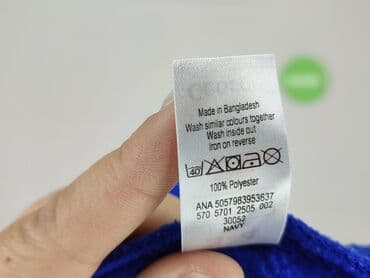 Made in Bangladesh
Wash similar colours together
Wash inside out
Iron on reverse
40
100% Polyester
ANA 5057983953637
570 5701 2505 002
30052
NAVY